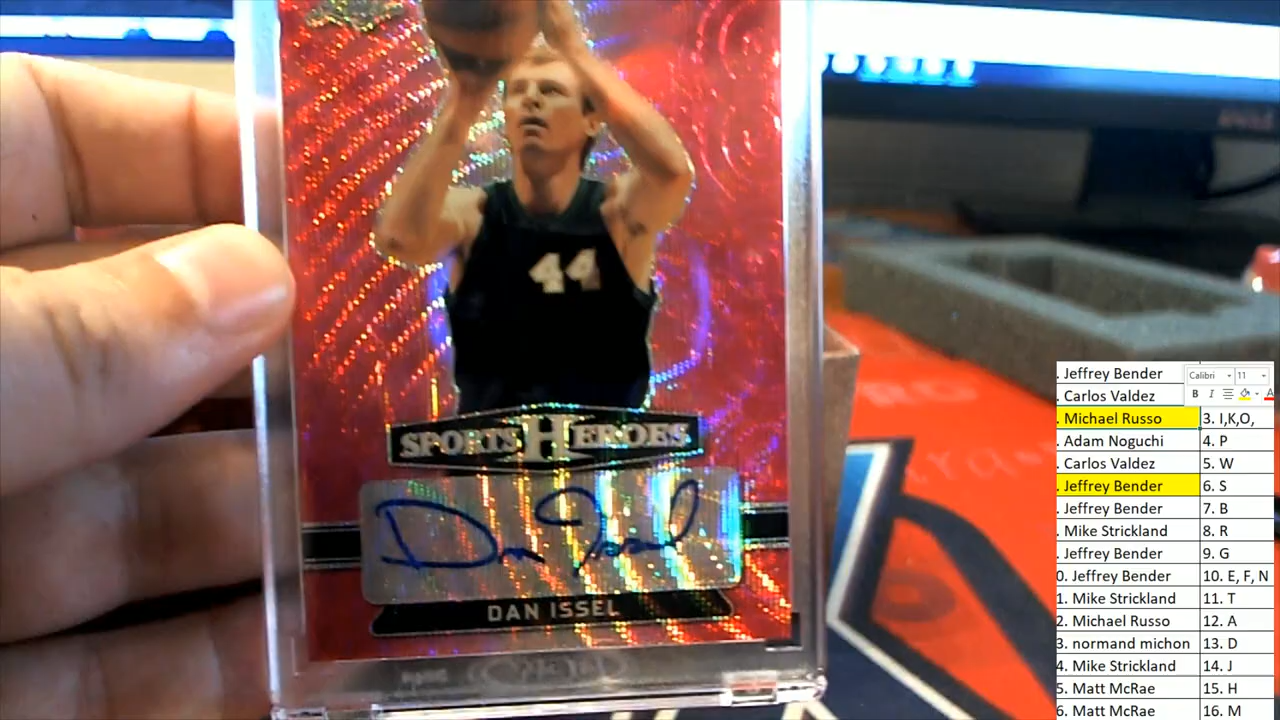 44
SPORTS HEROES
Dan Issel
DAN ISSEL
. Jeffrey Bender
Calibri 11
. Carlos Valdez
B I A
. Michael Russo 3. I,K,O,
. Adam Noguchi 4. P
. Carlos Valdez 5. W
. Jeffrey Bender 6. S
. Jeffrey Bender 7. B
. Mike Strickland 8. R
. Jeffrey Bender 9. G
0. Jeffrey Bender 10. E, F, N
1. Mike Strickland 11. T
2. Michael Russo 12. A
3. normand michon 13. D
4. Mike Strickland 14. J
5. Matt McRae 15. H
6. Matt McRae 16. M